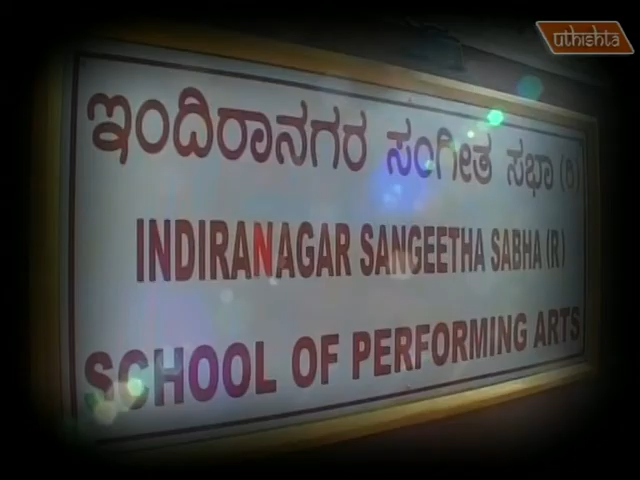 uthishta
ಇಂದಿರಾನಗರ ಸಂಗೀತ ಸಭಾ (ರಿ)
INDIRANAGAR SANGEETHA SABHA (R)
SCHOOL OF PERFORMING ARTS